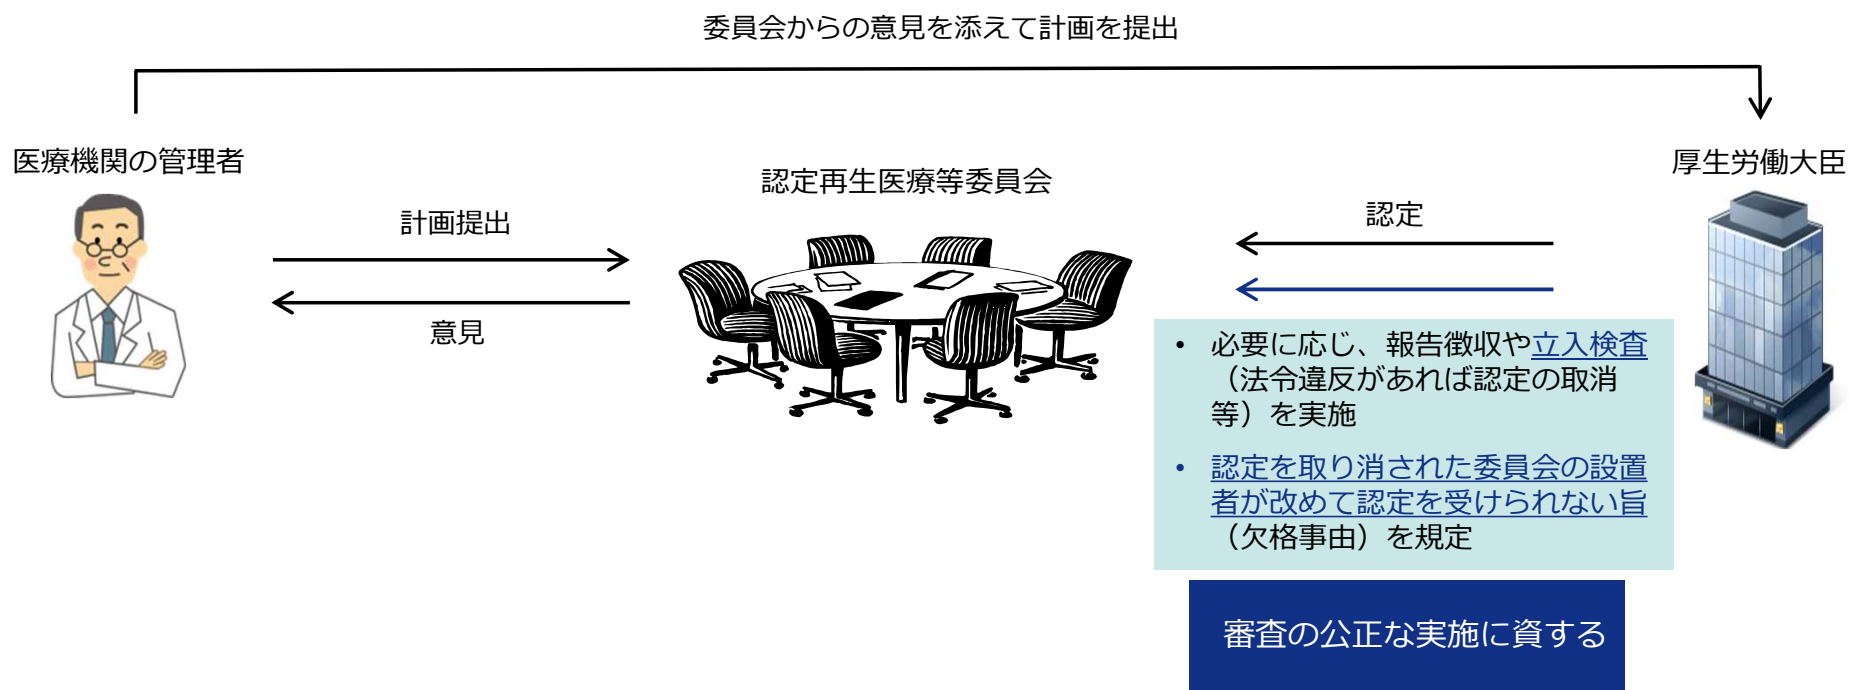 委員会からの意見を添えて計画を提出
医療機関の管理者
厚生労働大臣
認定再生医療等委員会
計画提出
意見
認定
• 必要に応じ、報告徴収や立入検査
（法令違反があれば認定の取消
等）を実施
• 認定を取り消された委員会の設置
者が改めて認定を受けられない旨
（欠格事由）を規定
審査の公正な実施に資する